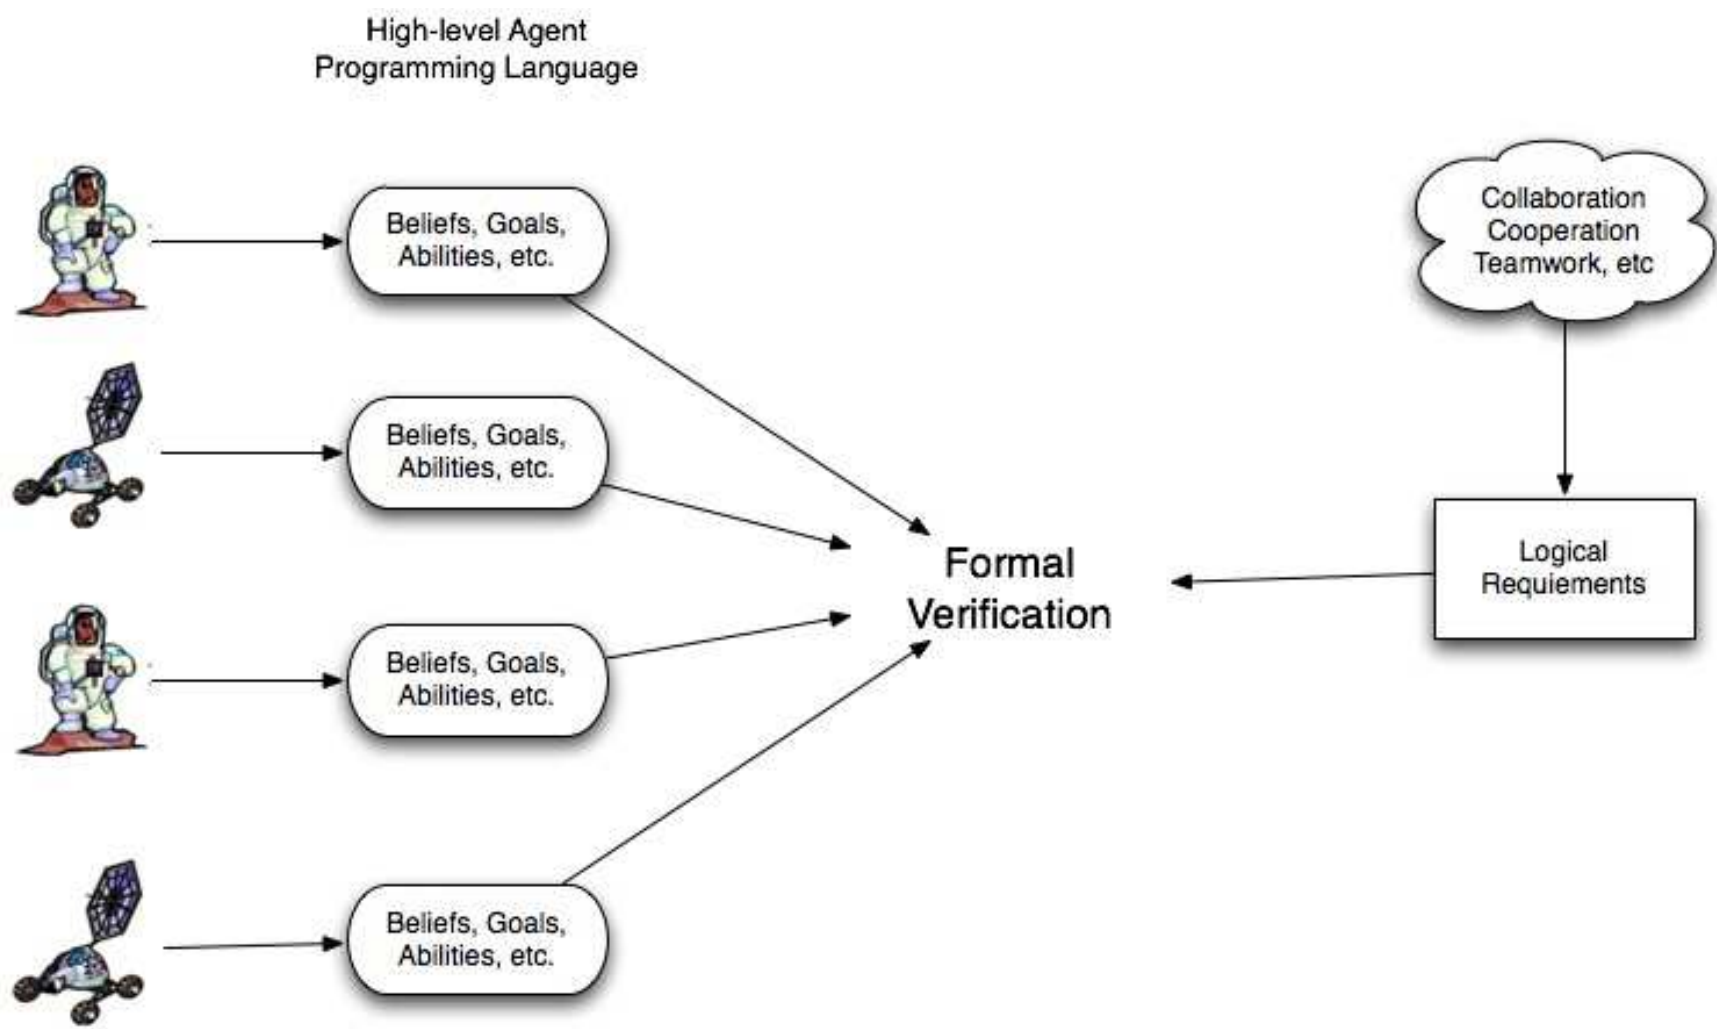 High-level Agent
Programming Language
Beliefs, Goals,
Abilities, etc.
Beliefs, Goals,
Abilities, etc.
Beliefs, Goals,
Abilities, etc.
Beliefs, Goals,
Abilities, etc.
Formal
Verification
Collaboration
Cooperation
Teamwork, etc
Logical
Requiements